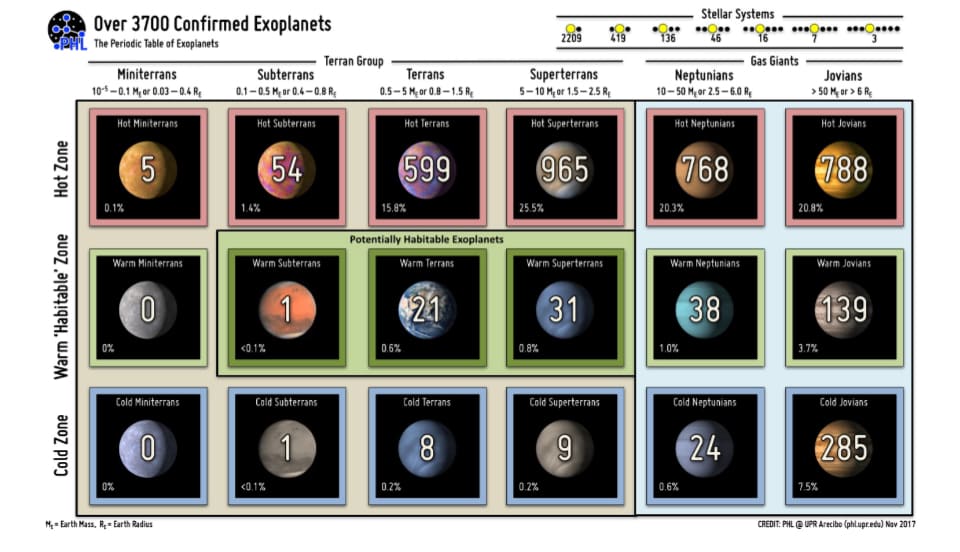 PHL
Over 3700 Confirmed Exoplanets
The Periodic Table of Exoplanets
Stellar Systems
2209 419 136 46 16 7 3
Terran Group
Gas Giants
Miniterrans Subterrans Terrans Superterrans Neptunians Jovians
10⁻⁵ – 0.1 M_E or 0.03 – 0.4 R_E 0.1 – 0.5 M_E or 0.4 – 0.8 R_E 0.5 – 5 M_E or 0.8 – 1.5 R_E 5 – 10 M_E or 1.5 – 2.5 R_E 10 – 50 M_E or 2.5 – 6.0 R_E > 50 M_E or > 6 R_E
Hot Zone
Hot Miniterrans Hot Subterrans Hot Terrans Hot Superterrans Hot Neptunians Hot Jovians
5 54 599 965 768 788
0.1% 1.4% 15.8% 25.5% 20.3% 20.8%
Potentially Habitable Exoplanets
Warm 'Habitable' Zone
Warm Miniterrans Warm Subterrans Warm Terrans Warm Superterrans Warm Neptunians Warm Jovians
0 1 21 31 38 139
0% <0.1% 0.6% 0.8% 1.0% 3.7%
Cold Zone
Cold Miniterrans Cold Subterrans Cold Terrans Cold Superterrans Cold Neptunians Cold Jovians
0 1 8 9 24 285
0% <0.1% 0.2% 0.2% 0.6% 7.5%
M_E = Earth Mass, R_E = Earth Radius
CREDIT: PHL @ UPR Arecibo (phl.upr.edu) Nov 2017